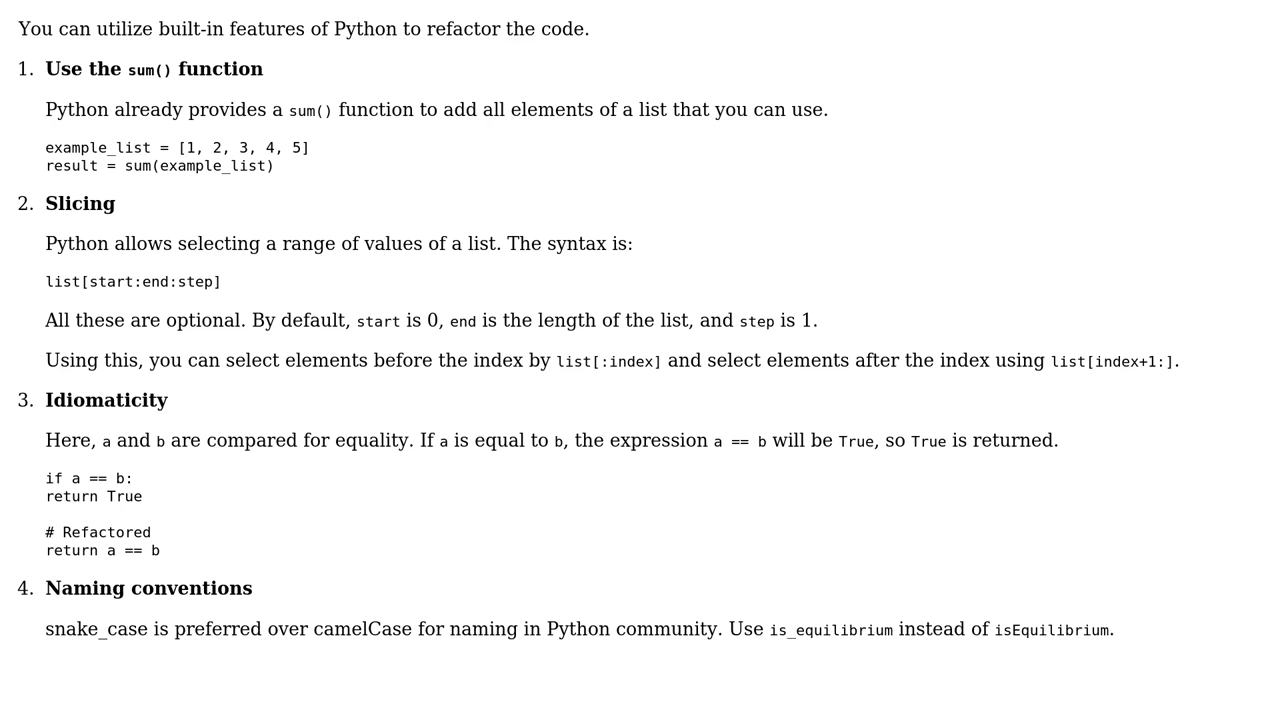 You can utilize built-in features of Python to refactor the code.
1. Use the sum() function
Python already provides a sum() function to add all elements of a list that you can use.
example_list = [1, 2, 3, 4, 5]
result = sum(example_list)
2. Slicing
Python allows selecting a range of values of a list. The syntax is:
list[start:end:step]
All these are optional. By default, start is 0, end is the length of the list, and step is 1.
Using this, you can select elements before the index by list[:index] and select elements after the index using list[index+1:].
3. Idiomaticity
Here, a and b are compared for equality. If a is equal to b, the expression a == b will be True, so True is returned.
if a == b:
return True
# Refactored
return a == b
4. Naming conventions
snake_case is preferred over camelCase for naming in Python community. Use is_equilibrium instead of isEquilibrium.